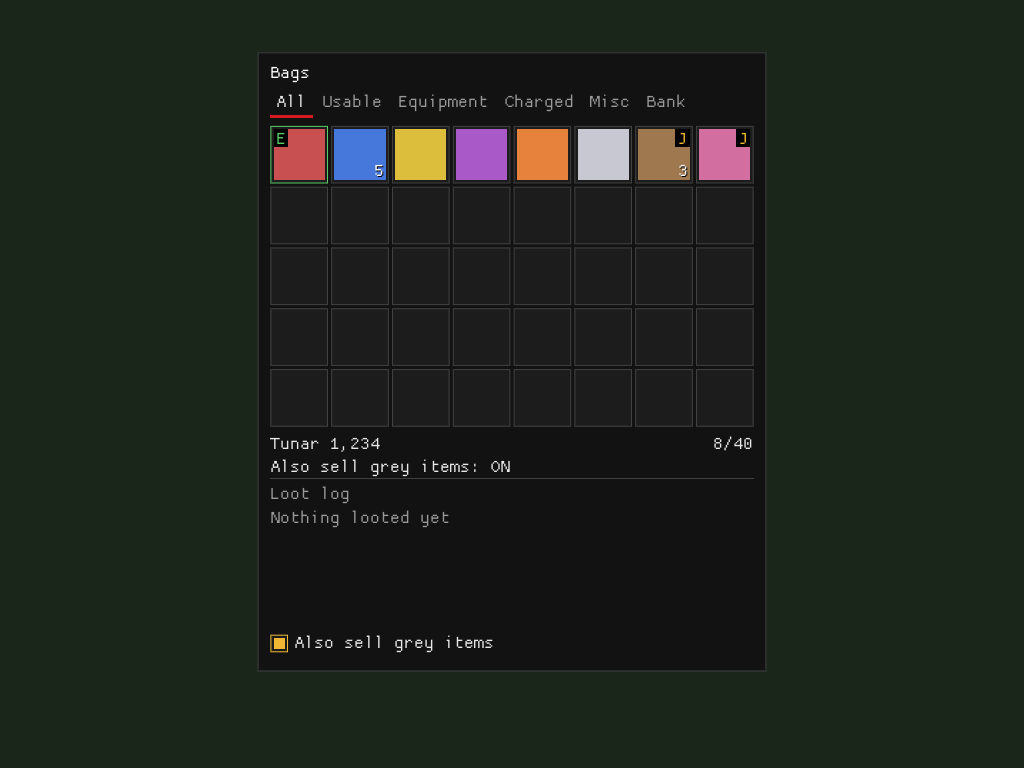 Bags
All Usable Equipment Charged Misc Bank
E J J
5 3
Tunar 1,234 8/40
Also sell grey items: ON
Loot log
Nothing looted yet
Also sell grey items